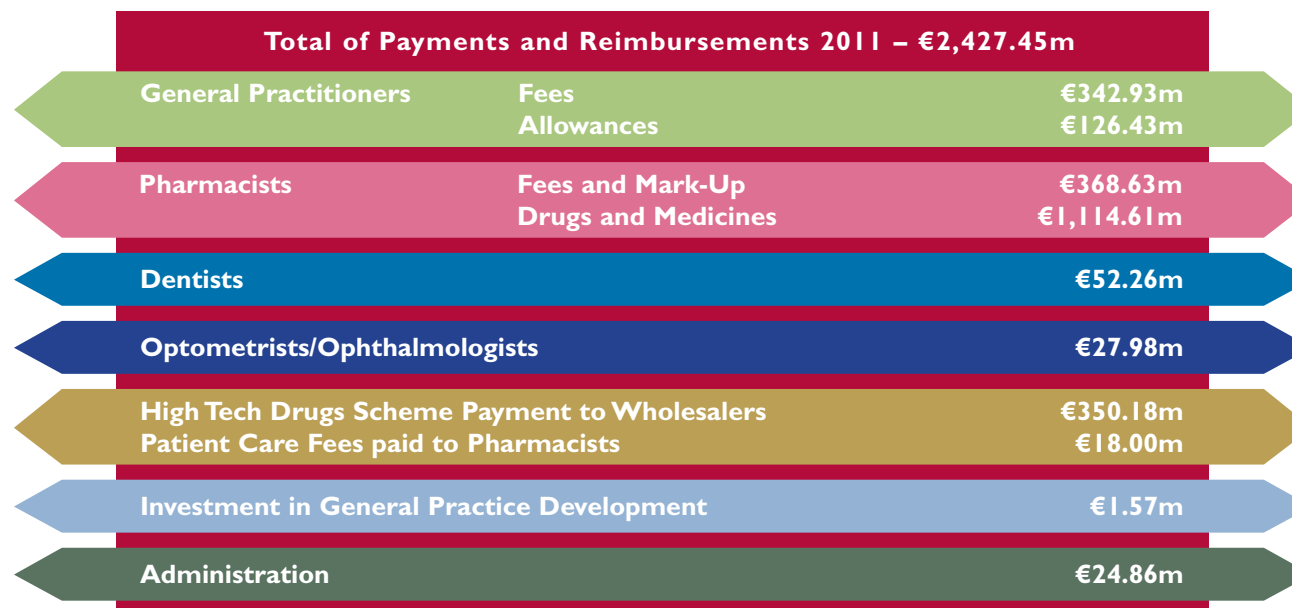 Total of Payments and Reimbursements 2011 – €2,427.45m
General Practitioners Fees €342.93m
Allowances €126.43m
Pharmacists Fees and Mark-Up €368.63m
Drugs and Medicines €1,114.61m
Dentists €52.26m
Optometrists/Ophthalmologists €27.98m
High Tech Drugs Scheme Payment to Wholesalers €350.18m
Patient Care Fees paid to Pharmacists €18.00m
Investment in General Practice Development €1.57m
Administration €24.86m